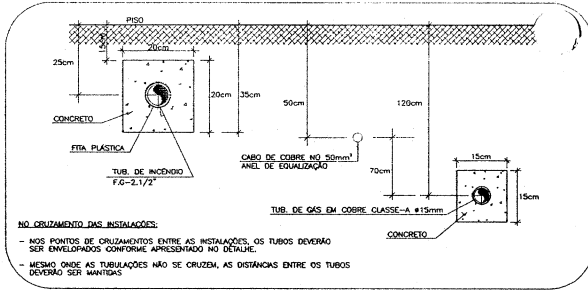 PISO
15cm
20cm
25cm
20cm
35cm
50cm
120cm
CONCRETO
FITA PLÁSTICA
TUB. DE INCÊNDIO
F.G-2.1/2"
CABO DE COBRE NO 50mm²
ANEL DE EQUALIZAÇÃO
70cm
15cm
15cm
TUB. DE GÁS EM COBRE CLASSE-A ø15mm
CONCRETO
NO CRUZAMENTO DAS INSTALAÇÕES:
- NOS PONTOS DE CRUZAMENTOS ENTRE AS INSTALAÇÕES, OS TUBOS DEVERÃO
SER ENVELOPADOS CONFORME APRESENTADO NO DETALHE.
- MESMO ONDE AS TUBULAÇÕES NÃO SE CRUZEM, AS DISTÂNCIAS ENTRE OS TUBOS
DEVERÃO SER MANTIDAS